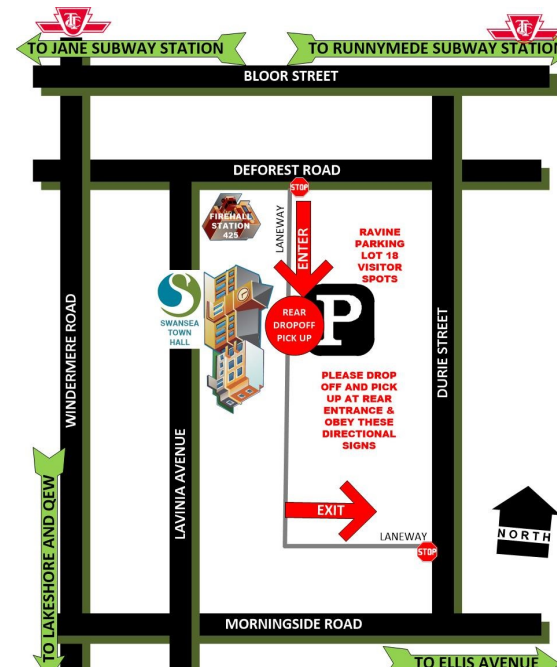 TTC
TTC
TO JANE SUBWAY STATION
TO RUNNYMEDE SUBWAY STATION
BLOOR STREET
DEFOREST ROAD
STOP
FIREHALL
STATION
425
LANEWAY
ENTER
RAVINE
PARKING
LOT 18
VISITOR
SPOTS
S
SWANSEA
TOWN
HALL
REAR
DROPOFF
PICK UP
P
WINDERMERE ROAD
DURIE STREET
PLEASE DROP
OFF AND PICK
UP AT REAR
ENTRANCE &
OBEY THESE
DIRECTIONAL
SIGNS
LAVINIA AVENUE
EXIT
NORTH
LANEWAY
STOP
TO LAKESHORE AND QEW
MORNINGSIDE ROAD
TO ELLIS AVENUE